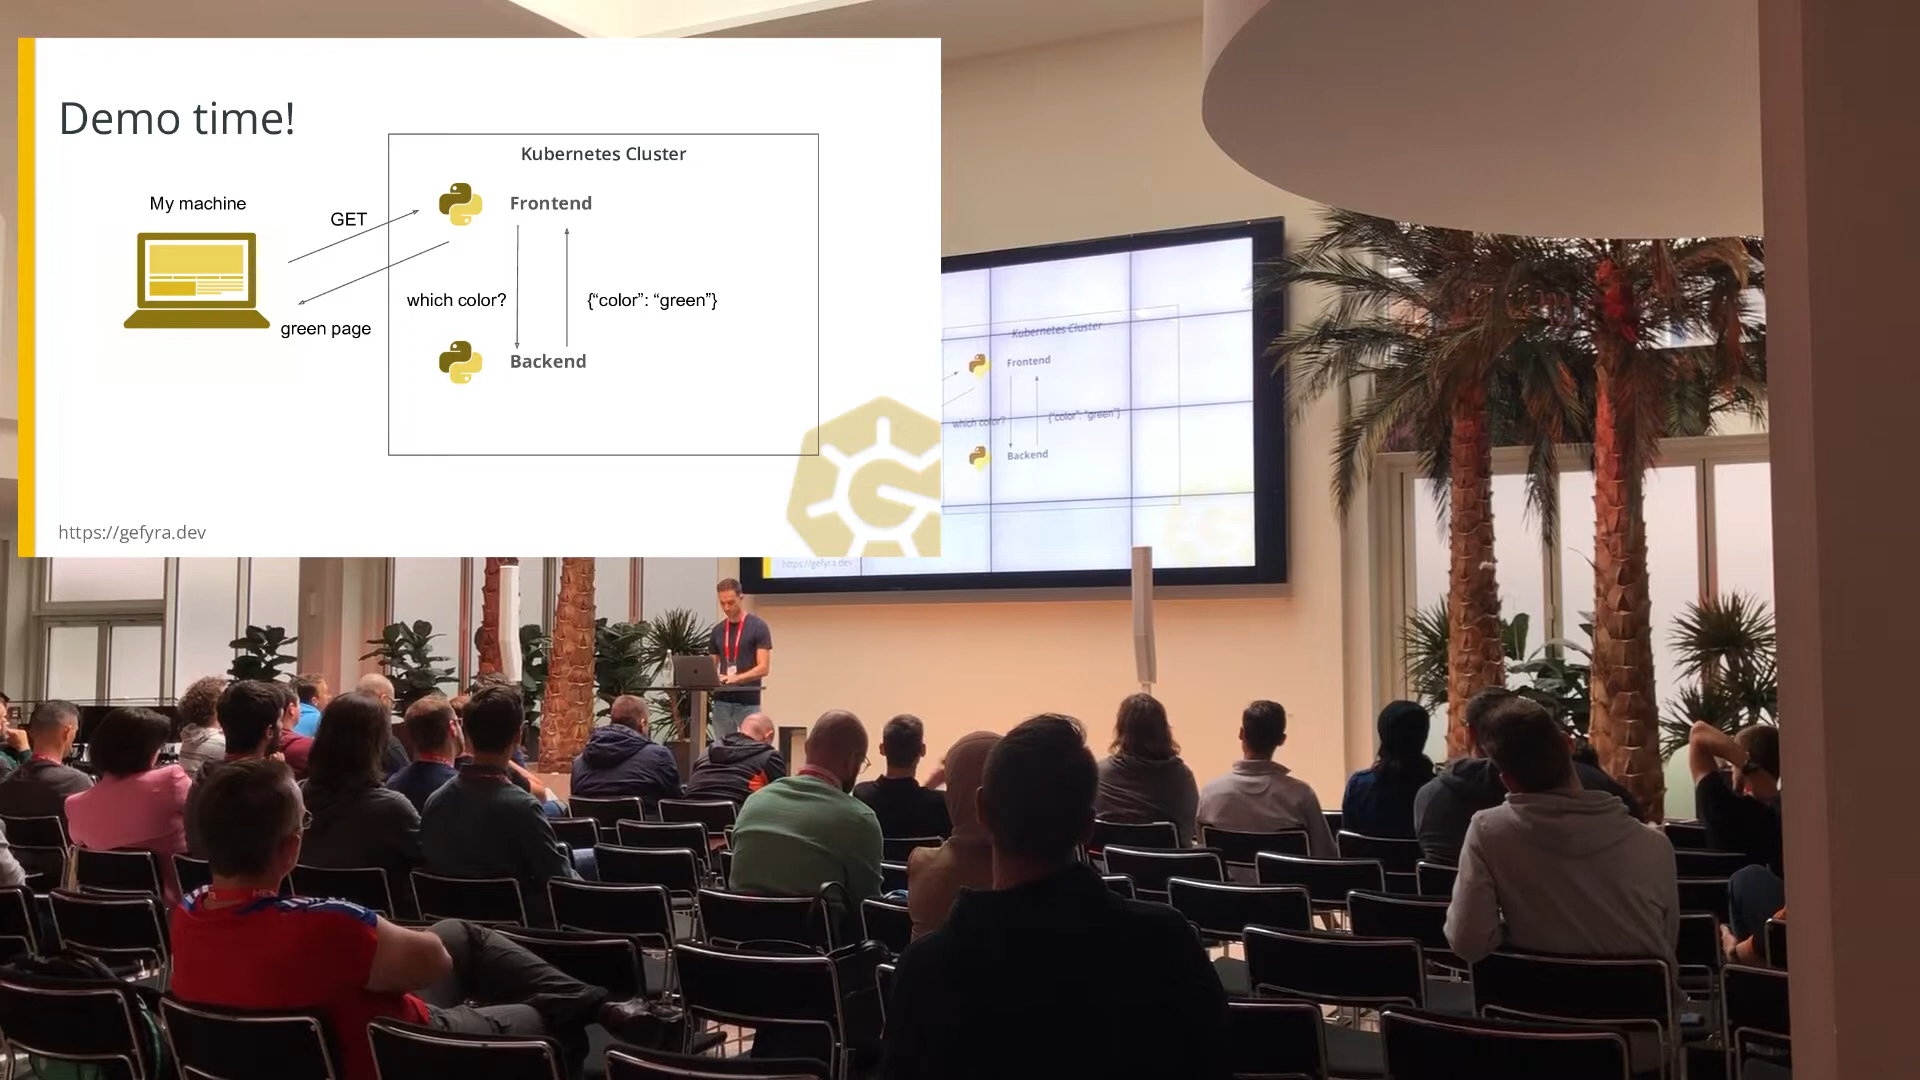 Demo time!
Kubernetes Cluster
My machine
GET
Frontend
which color?
{“color”: “green”}
green page
Backend
https://gefyra.dev
Kubernetes Cluster
Frontend
which color?
{“color”: “green”}
Backend
https://gefyra.dev